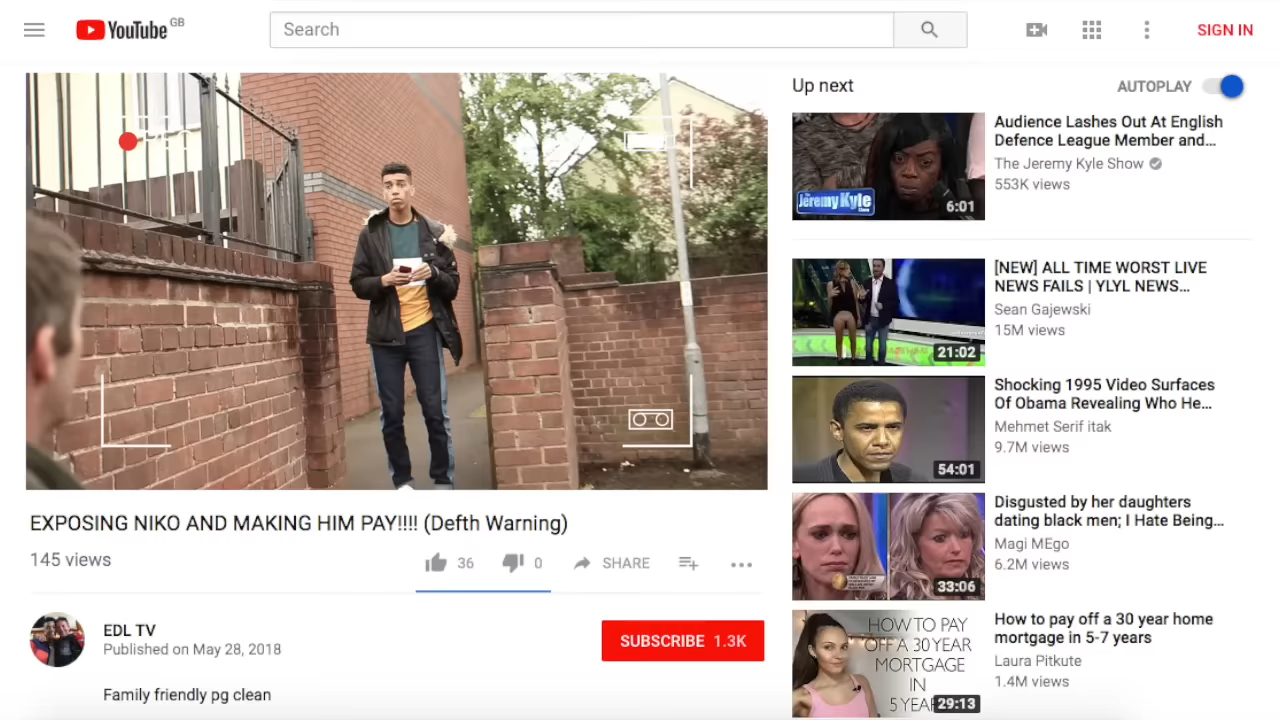 YouTube GB
Search
SIGN IN
EXPOSING NIKO AND MAKING HIM PAY!!!! (Defth Warning)
145 views
36
0
SHARE
EDL TV
Published on May 28, 2018
SUBSCRIBE 1.3K
Family friendly pg clean
Up next
AUTOPLAY
The Jeremy Kyle Show
6:01
Audience Lashes Out At English
Defence League Member and...
The Jeremy Kyle Show
553K views
21:02
[NEW] ALL TIME WORST LIVE
NEWS FAILS | YLYL NEWS...
Sean Gajewski
15M views
54:01
Shocking 1995 Video Surfaces
Of Obama Revealing Who He...
Mehmet Serif itak
9.7M views
33:06
Disgusted by her daughters
dating black men; I Hate Being...
Magi MEgo
6.2M views
HOW TO PAY
OFF A 30 YEAR
MORTGAGE
IN
5 YEA
29:13
How to pay off a 30 year home
mortgage in 5-7 years
Laura Pitkute
1.4M views